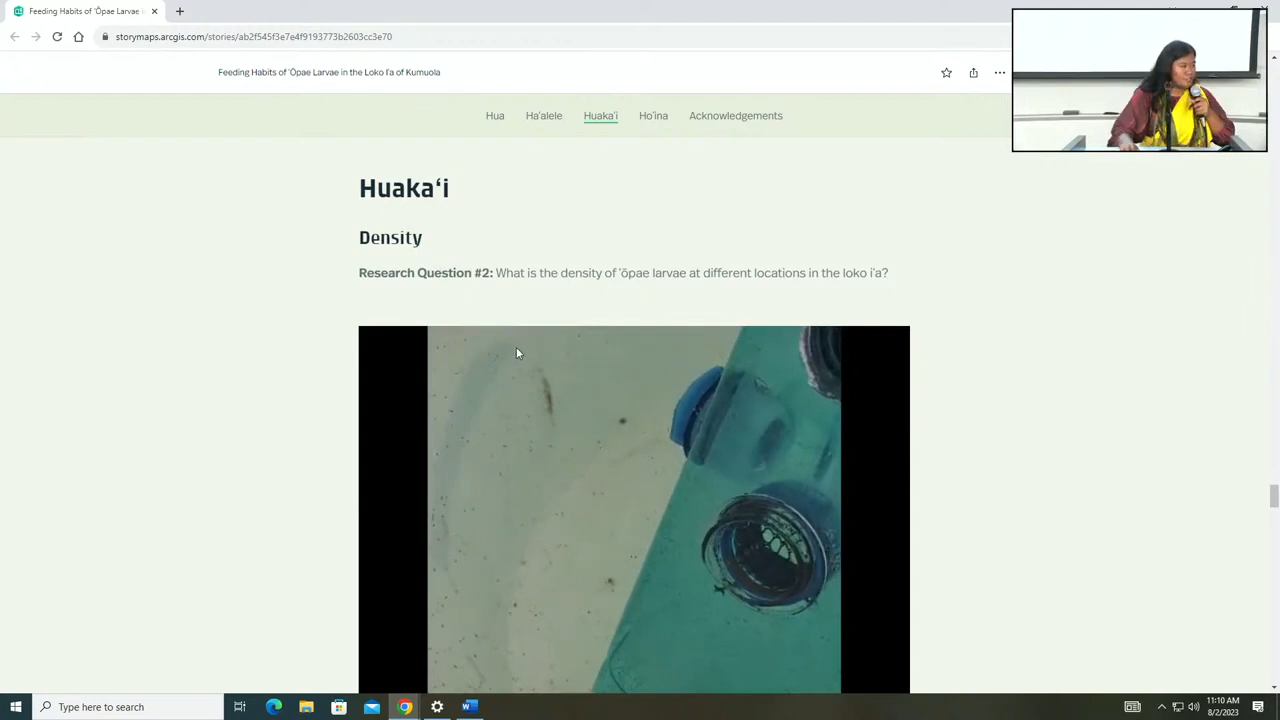 Feeding Habits of ʻŌpae Larvae i
storymaps.arcgis.com/stories/ab2f545f3e7e4f9193773b2603cc3e70
Feeding Habits of ʻŌpae Larvae in the Loko Iʻa of Kumuola
Hua Haʻalele Huakaʻi Hoʻina Acknowledgements
Huakaʻi
Density
Research Question #2: What is the density of ʻōpae larvae at different locations in the loko iʻa?
Type here to search
11:10 AM
8/2/2023